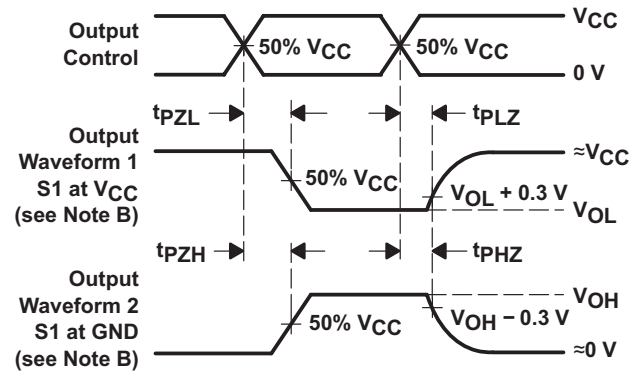 Output
Control
50% VCC
50% VCC
VCC
0 V
tPZL
tPLZ
Output
Waveform 1
S1 at VCC
(see Note B)
50% VCC
≈VCC
VOL + 0.3 V
VOL
tPZH
tPHZ
Output
Waveform 2
S1 at GND
(see Note B)
50% VCC
VOH
VOH − 0.3 V
≈0 V